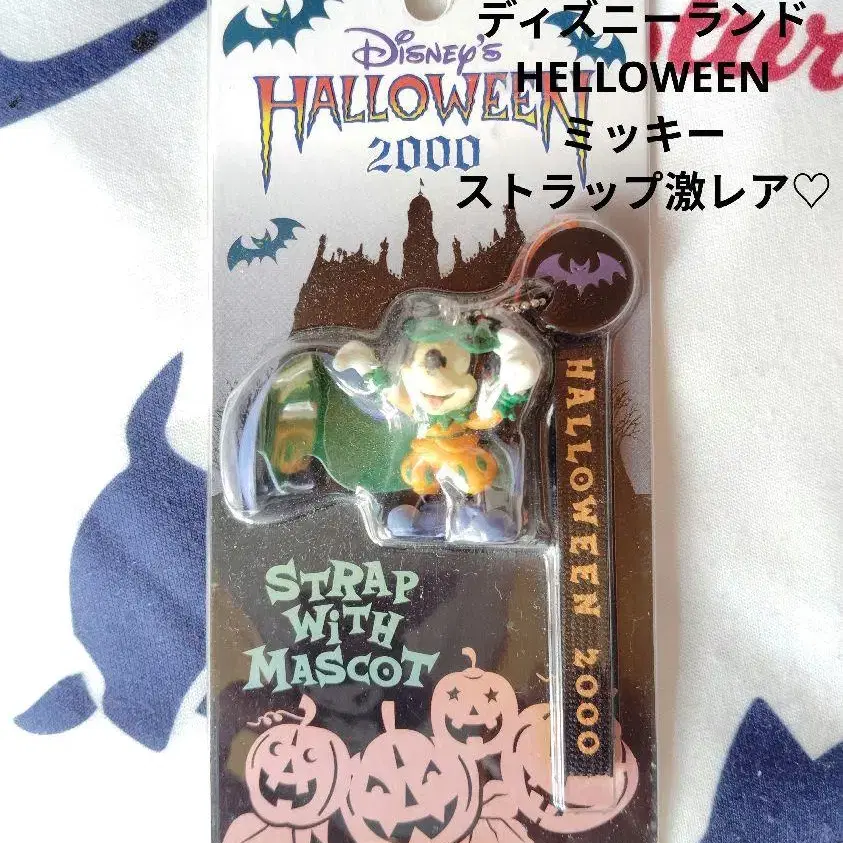 ディズニーランド
HELLOWEEN
ミッキー
ストラップ激レア♡
DISNEY'S
HALLOWEEN
2000
HALLOWEEN 2000
STRAP
WITH
MASCOT